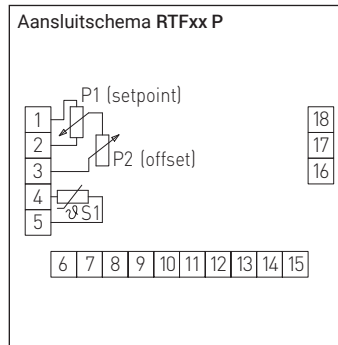 Aansluitschema RTFxx P
P1 (setpoint)
1
18
2
17
P2 (offset)
3
16
4
ϑ S1
5
6 7 8 9 10 11 12 13 14 15